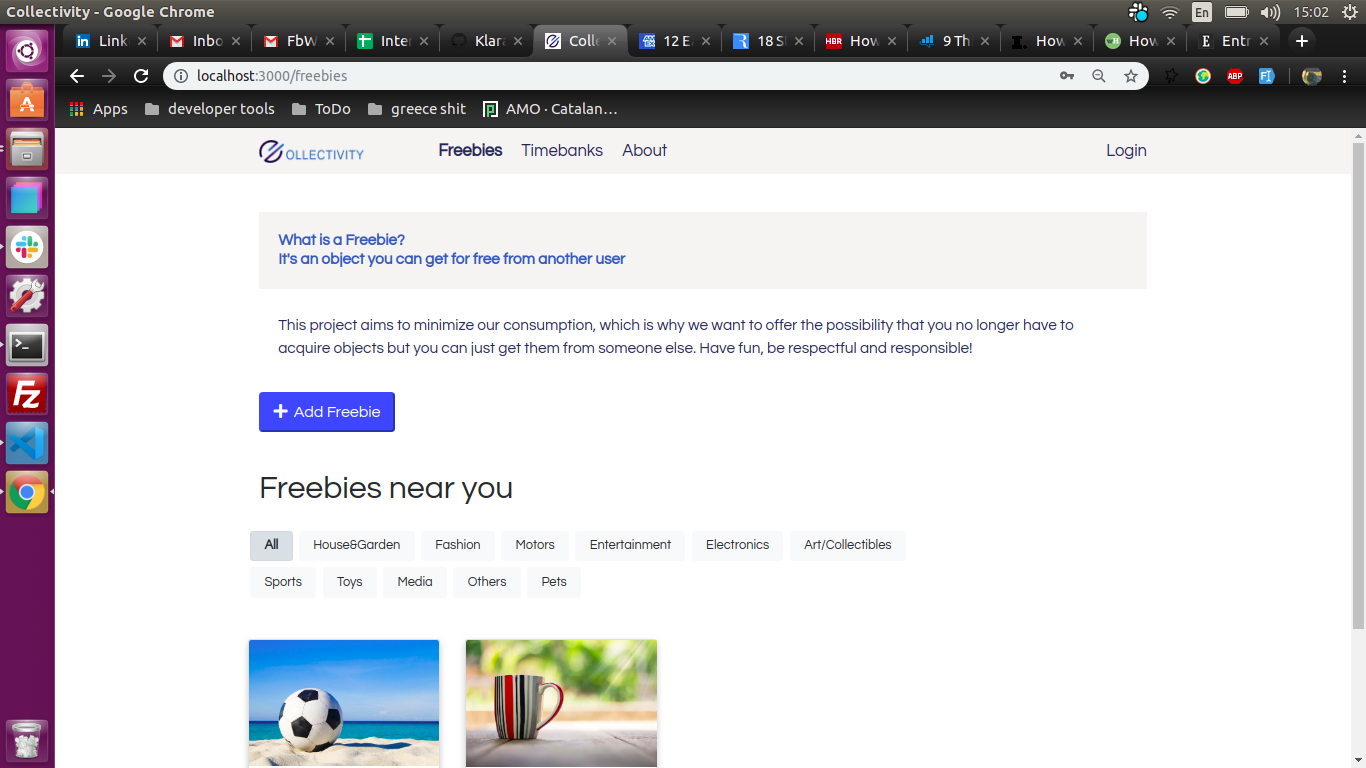 Collectivity - Google Chrome
En
15:02
Link
Inbo
FbW
Inte
Klara
Colle
12 E
18 S
HBR
How
9 Th
How
How
E
Entr
localhost:3000/freebies
ABP
Apps
developer tools
ToDo
greece shit
AMO · Catalan…
OLLECTIVITY
Freebies
Timebanks
About
Login
What is a Freebie?
It's an object you can get for free from another user
This project aims to minimize our consumption, which is why we want to offer the possibility that you no longer have to
acquire objects but you can just get them from someone else. Have fun, be respectful and responsible!
Add Freebie
Freebies near you
All
House&Garden
Fashion
Motors
Entertainment
Electronics
Art/Collectibles
Sports
Toys
Media
Others
Pets